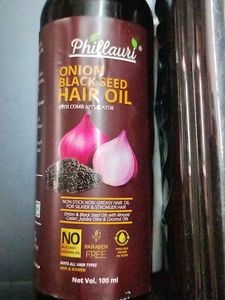 Phillauri
ONION
BLACK SEED
HAIR OIL
WITH COMB APPLICATOR
NON-STICK NON-GREASY HAIR OIL
FOR SILKIER & STRONGER HAIR
Onion & Black Seed Oils with Almond
Castor, Jojoba Olive & Coconut Oils
NO
PARABEN
FREE
SUITS ALL HAIR TYPES
MEN & WOMEN
Net Vol. 100 ml